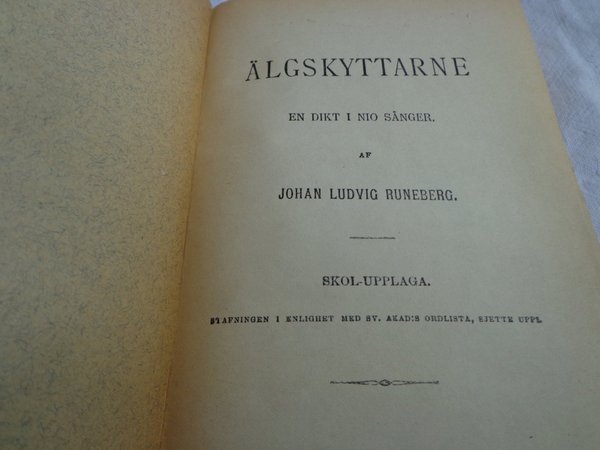 ÄLGSKYTTARNE
EN DIKT I NIO SÅNGER.
AF
JOHAN LUDVIG RUNEBERG.
SKOL-UPPLAGA.
STAFNINGEN I ENLIGHET MED SV. AKAD:S ORDLISTA, SJETTE UPPL.